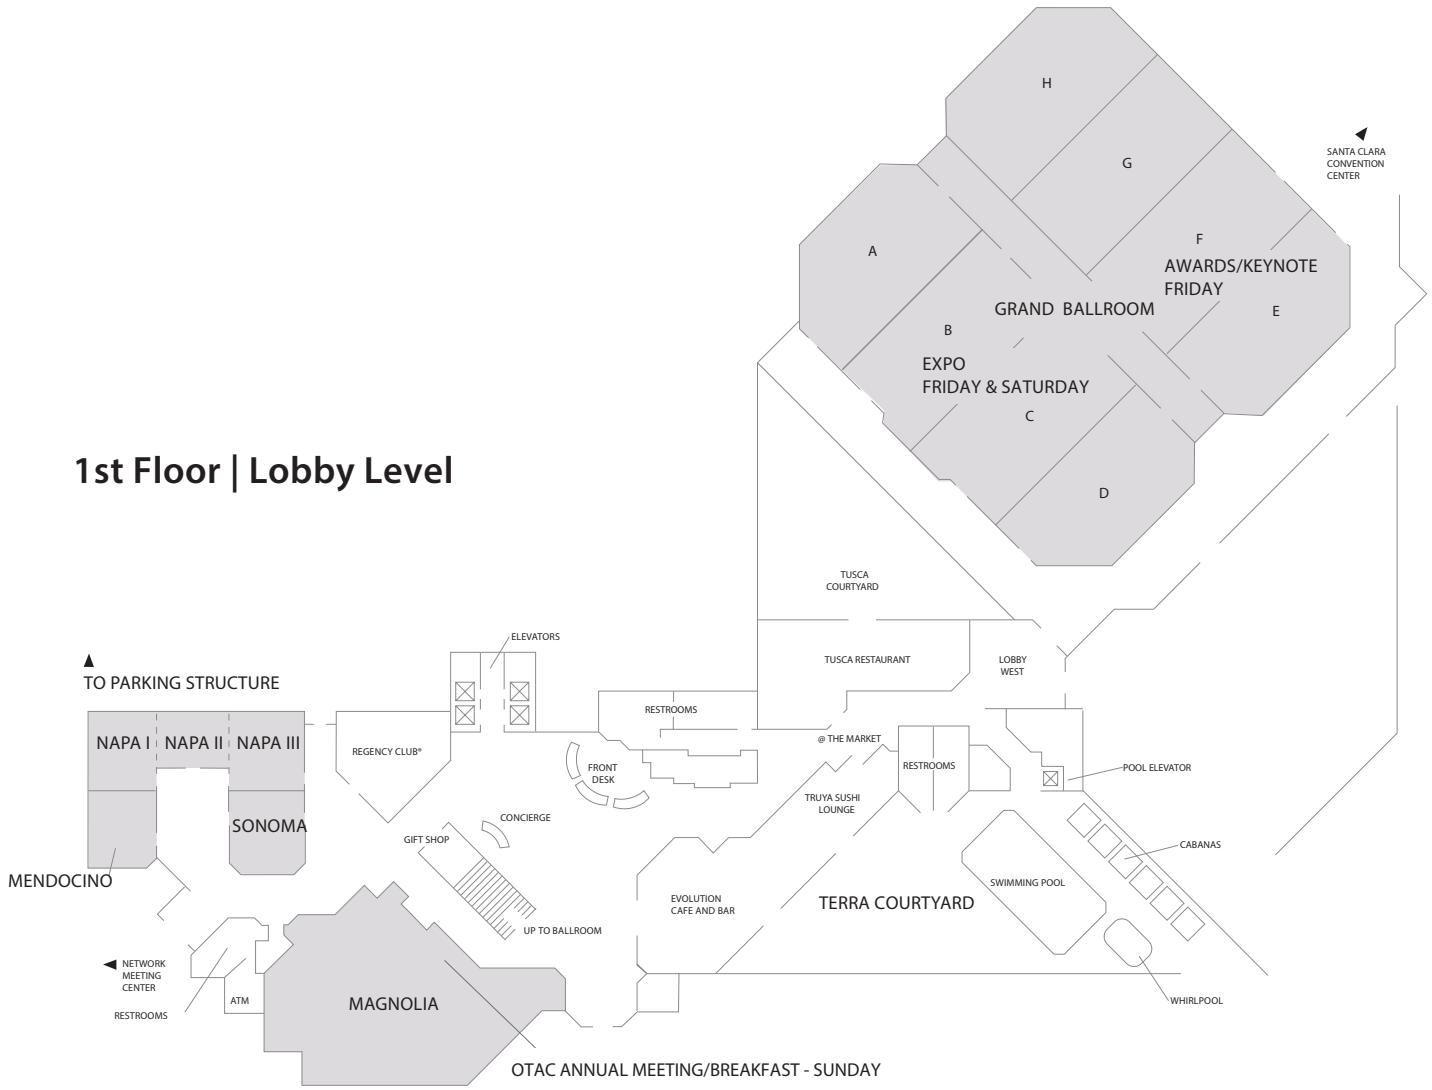 H
SANTA CLARA
CONVENTION
CENTER
G
A
F
AWARDS/KEYNOTE
FRIDAY
GRAND BALLROOM
E
B
EXPO
FRIDAY & SATURDAY
C
1st Floor | Lobby Level
D
TUSCA
COURTYARD
ELEVATORS
TUSCA RESTAURANT
LOBBY
WEST
TO PARKING STRUCTURE
RESTROOMS
NAPA I
NAPA II
NAPA III
REGENCY CLUB®
@ THE MARKET
FRONT
DESK
RESTROOMS
POOL ELEVATOR
TRUYA SUSHI
LOUNGE
CONCIERGE
SONOMA
GIFT SHOP
CABANAS
MENDOCINO
SWIMMING POOL
EVOLUTION
CAFE AND BAR
TERRA COURTYARD
UP TO BALLROOM
NETWORK
MEETING
CENTER
ATM
MAGNOLIA
WHIRLPOOL
RESTROOMS
OTAC ANNUAL MEETING/BREAKFAST - SUNDAY